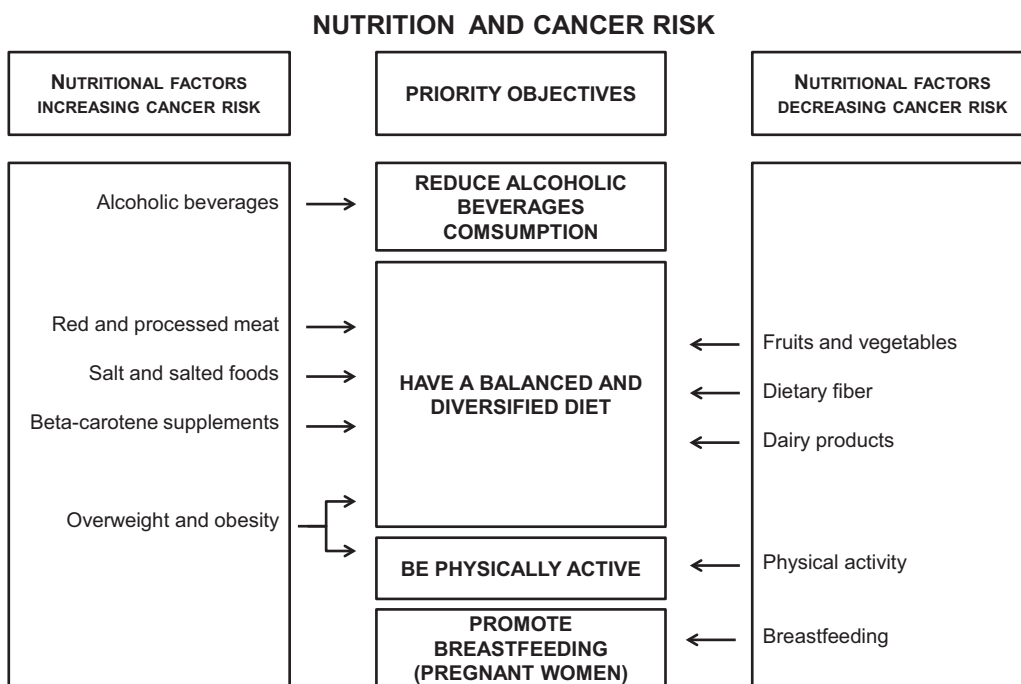 NUTRITION AND CANCER RISK
NUTRITIONAL FACTORS
INCREASING CANCER RISK
PRIORITY OBJECTIVES
NUTRITIONAL FACTORS
DECREASING CANCER RISK
Alcoholic beverages
REDUCE ALCOHOLIC
BEVERAGES
COMSUMPTION
Red and processed meat
Salt and salted foods
Beta-carotene supplements
Overweight and obesity
HAVE A BALANCED AND
DIVERSIFIED DIET
Fruits and vegetables
Dietary fiber
Dairy products
BE PHYSICALLY ACTIVE
Physical activity
PROMOTE
BREASTFEEDING
(PREGNANT WOMEN)
Breastfeeding